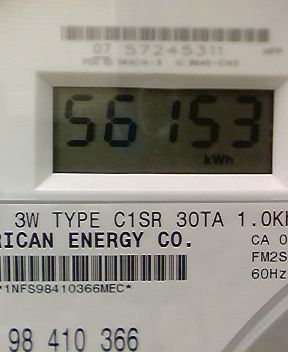 07 57245311
56153
kWh
3W TYPE C1SR 30TA 1.0Kh
RICAN ENERGY CO.
CA 0
FM2S
60Hz
*1NFS98410366MEC*
98 410 366